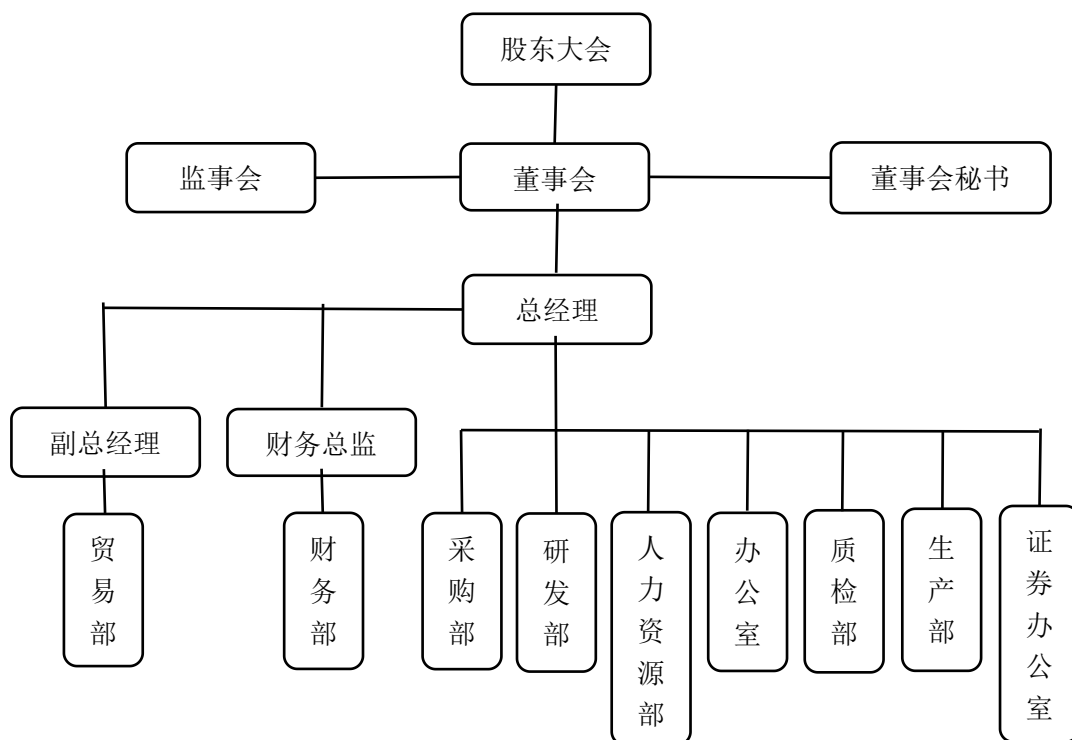 股东大会
监事会
董事会
董事会秘书
总经理
副总经理
财务总监
贸易部
财务部
采购部
研发部
人力资源部
办公室
质检部
生产部
证券办公室